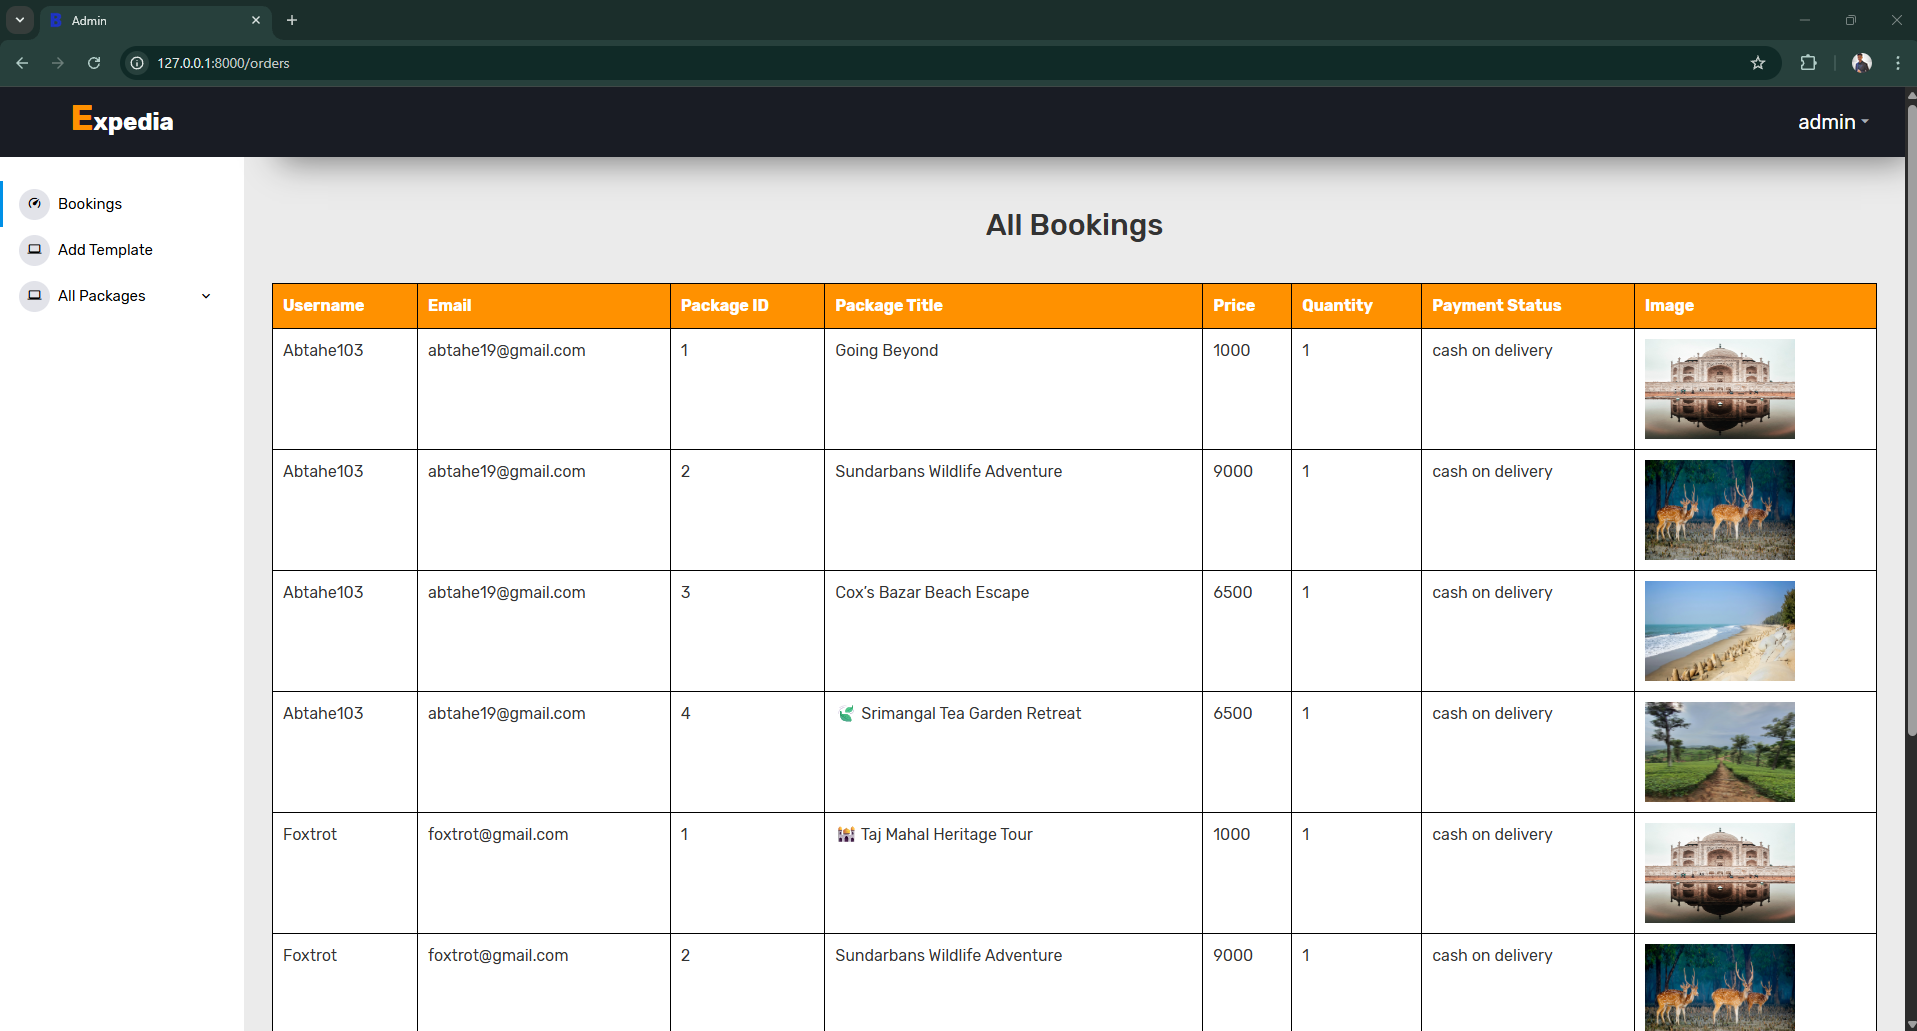 Admin
127.0.0.1:8000/orders
Expedia
admin
Bookings
Add Template
All Packages
All Bookings
Username Email Package ID Package Title Price Quantity Payment Status Image
Abtahe103 abtahe19@gmail.com 1 Going Beyond 1000 1 cash on delivery
Abtahe103 abtahe19@gmail.com 2 Sundarbans Wildlife Adventure 9000 1 cash on delivery
Abtahe103 abtahe19@gmail.com 3 Cox’s Bazar Beach Escape 6500 1 cash on delivery
Abtahe103 abtahe19@gmail.com 4 🍃 Srimangal Tea Garden Retreat 6500 1 cash on delivery
Foxtrot foxtrot@gmail.com 1 🕌 Taj Mahal Heritage Tour 1000 1 cash on delivery
Foxtrot foxtrot@gmail.com 2 Sundarbans Wildlife Adventure 9000 1 cash on delivery